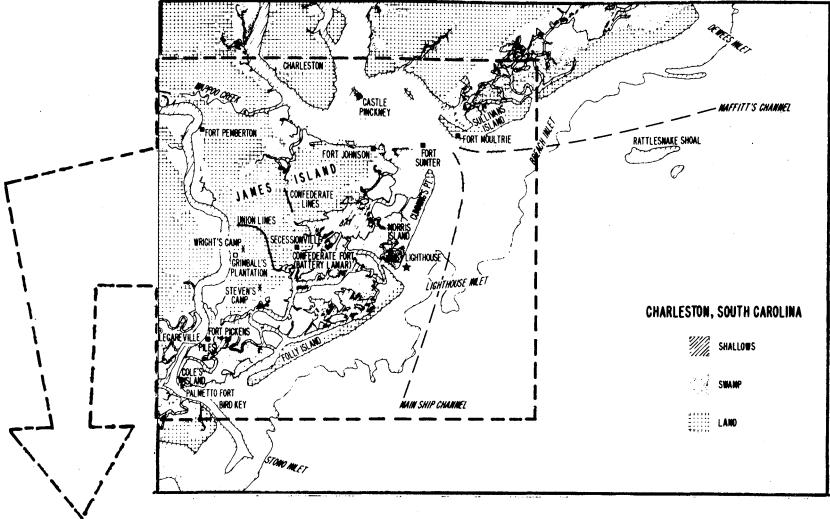 DEWEES INLET
CHARLESTON
WAPPOO CREEK
CASTLE
PINCKNEY
MAFFITT'S CHANNEL
SULLIVANS
ISLAND
FORT PEMBERTON
FORT MOULTRIE
BREACH INLET
RATTLESNAKE SHOAL
FORT JOHNSON
FORT
SUMTER
JAMES ISLAND
CONFEDERATE
LINES
CUMMING'S PT.
UNION LINES
MORRIS
ISLAND
WRIGHT'S CAMP
SECESSIONVILLE
CONFEDERATE FORT
(BATTERY LAMAR)
LIGHTHOUSE
GRIMBALL'S
PLANTATION
STEVEN'S
CAMP
LIGHTHOUSE INLET
CHARLESTON, SOUTH CAROLINA
SHALLOWS
SWAMP
LAND
LEGAREVILLE
FORT PICKENS
PILES
FOLLY ISLAND
COLE'S
ISLAND
PALMETTO FORT
BIRD KEY
MAIN SHIP CHANNEL
STONO INLET